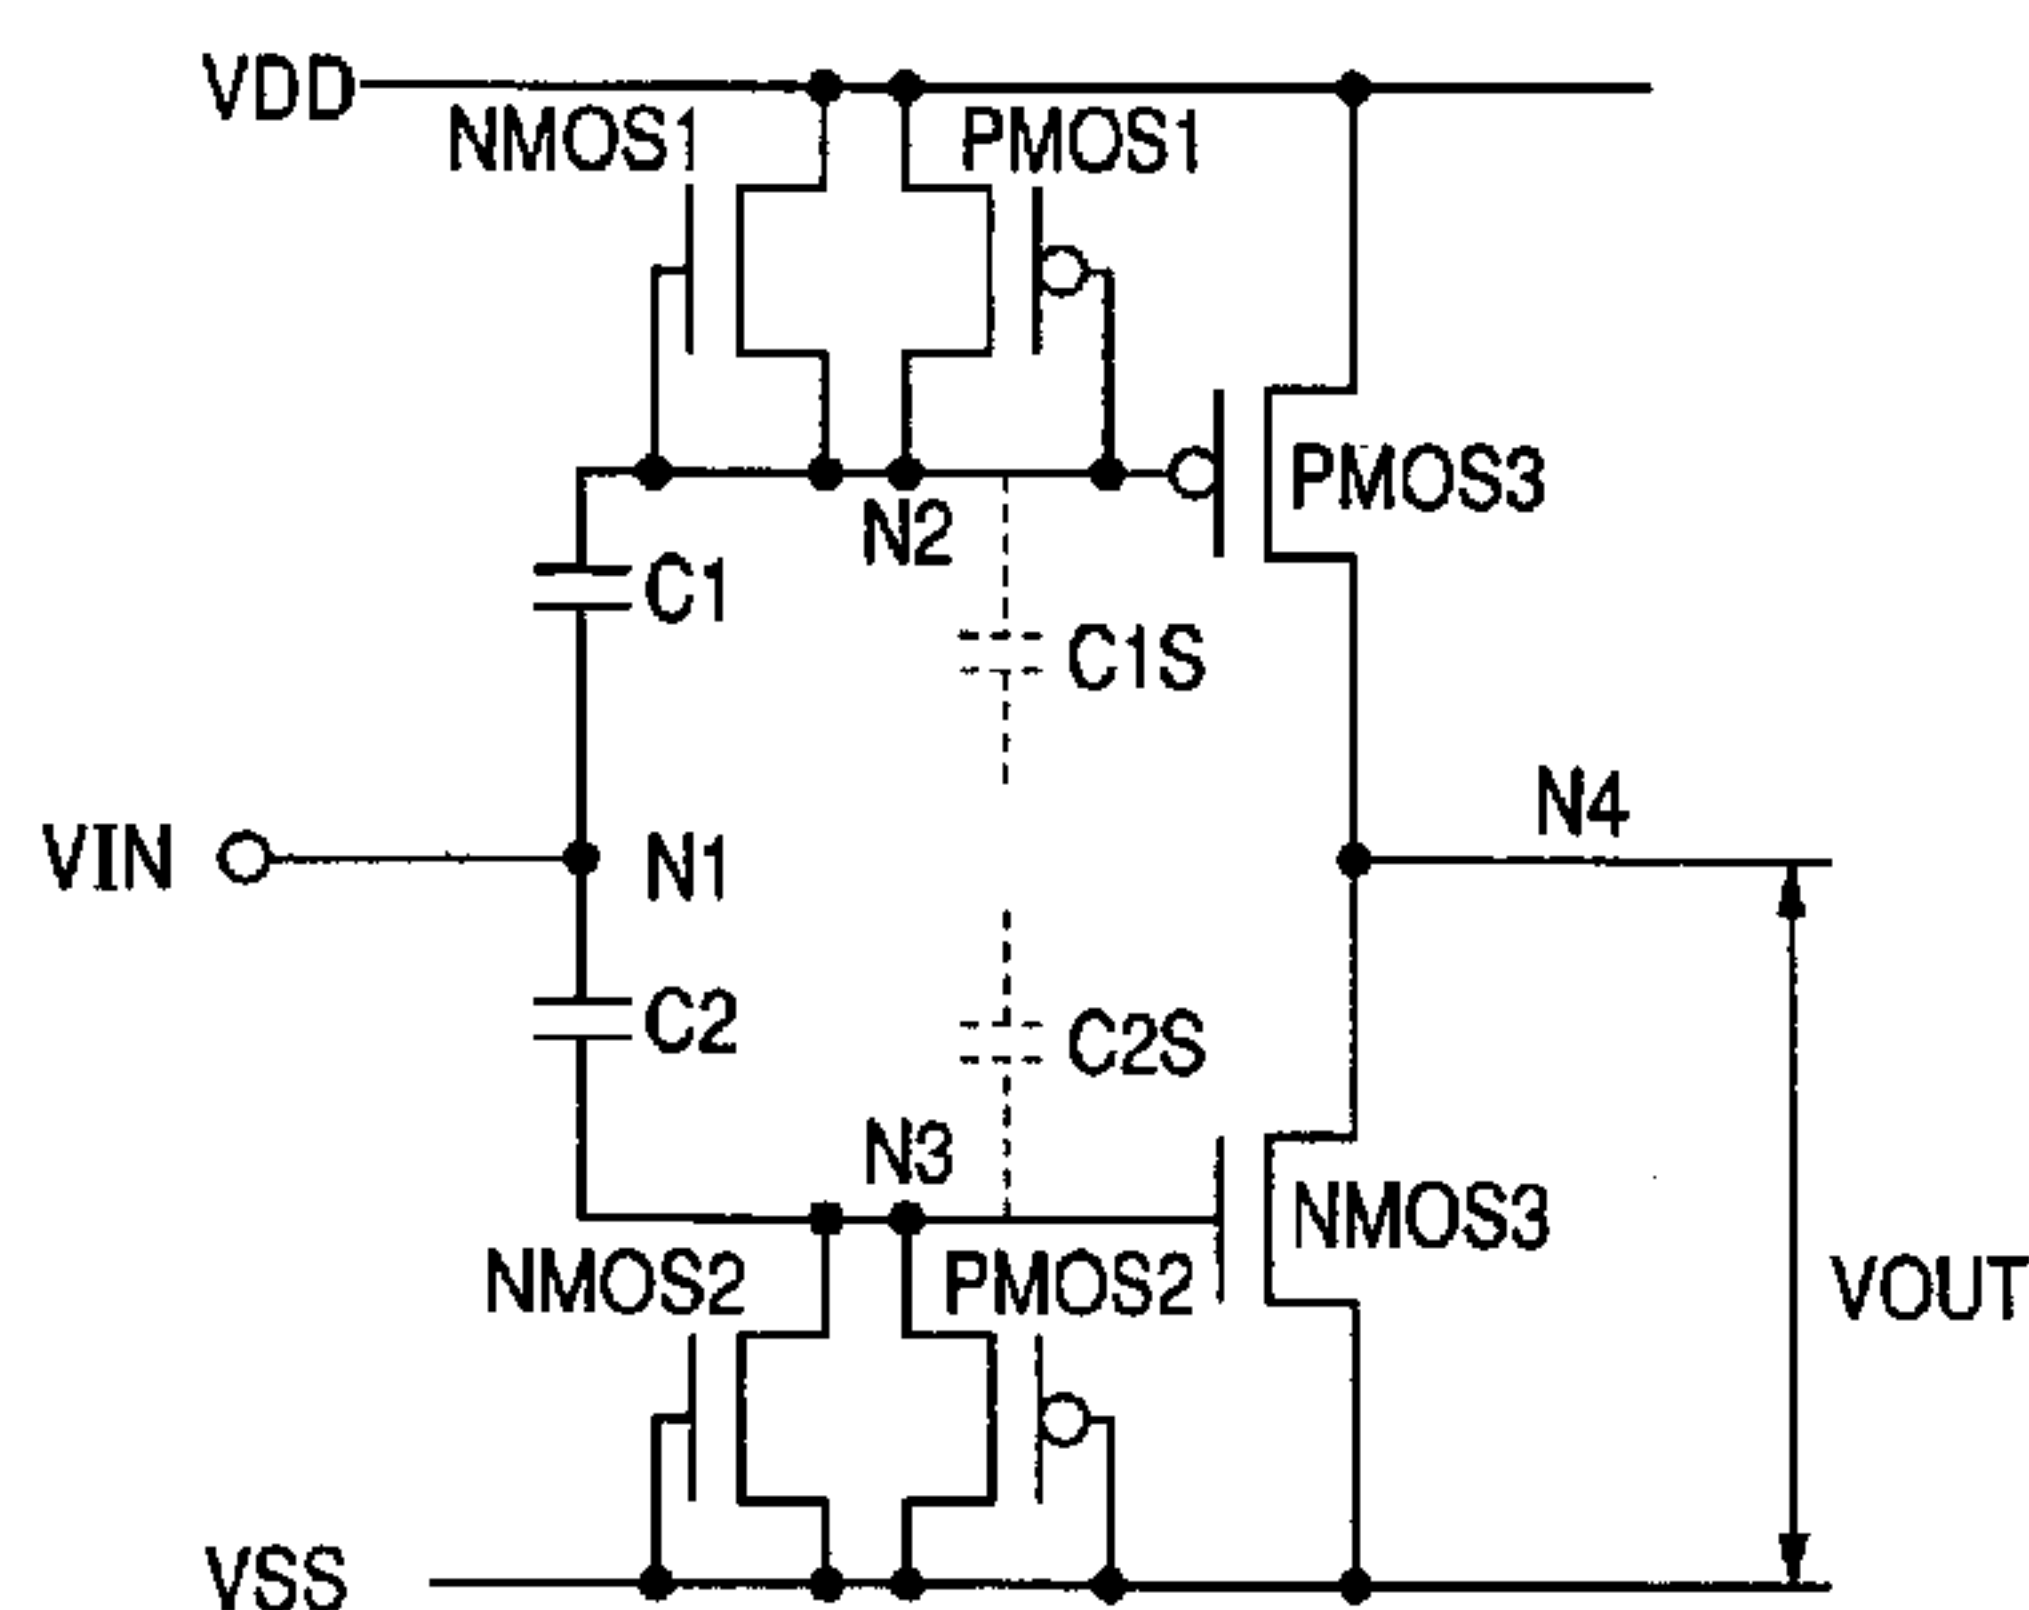 VDD
NMOS1
PMOS1
PMOS3
N2
C1
C1S
N4
VIN
N1
C2
C2S
N3
NMOS3
NMOS2
PMOS2
VOUT
VSS